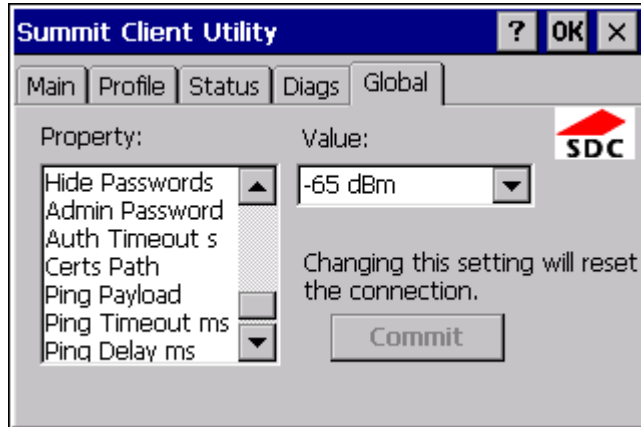 Summit Client Utility ? OK ×
Main Profile Status Diags Global
Property:
Value:
SDC
Hide Passwords
Admin Password
Auth Timeout s
Certs Path
Ping Payload
Ping Timeout ms
Ping Delay ms
-65 dBm
Changing this setting will reset
the connection.
Commit